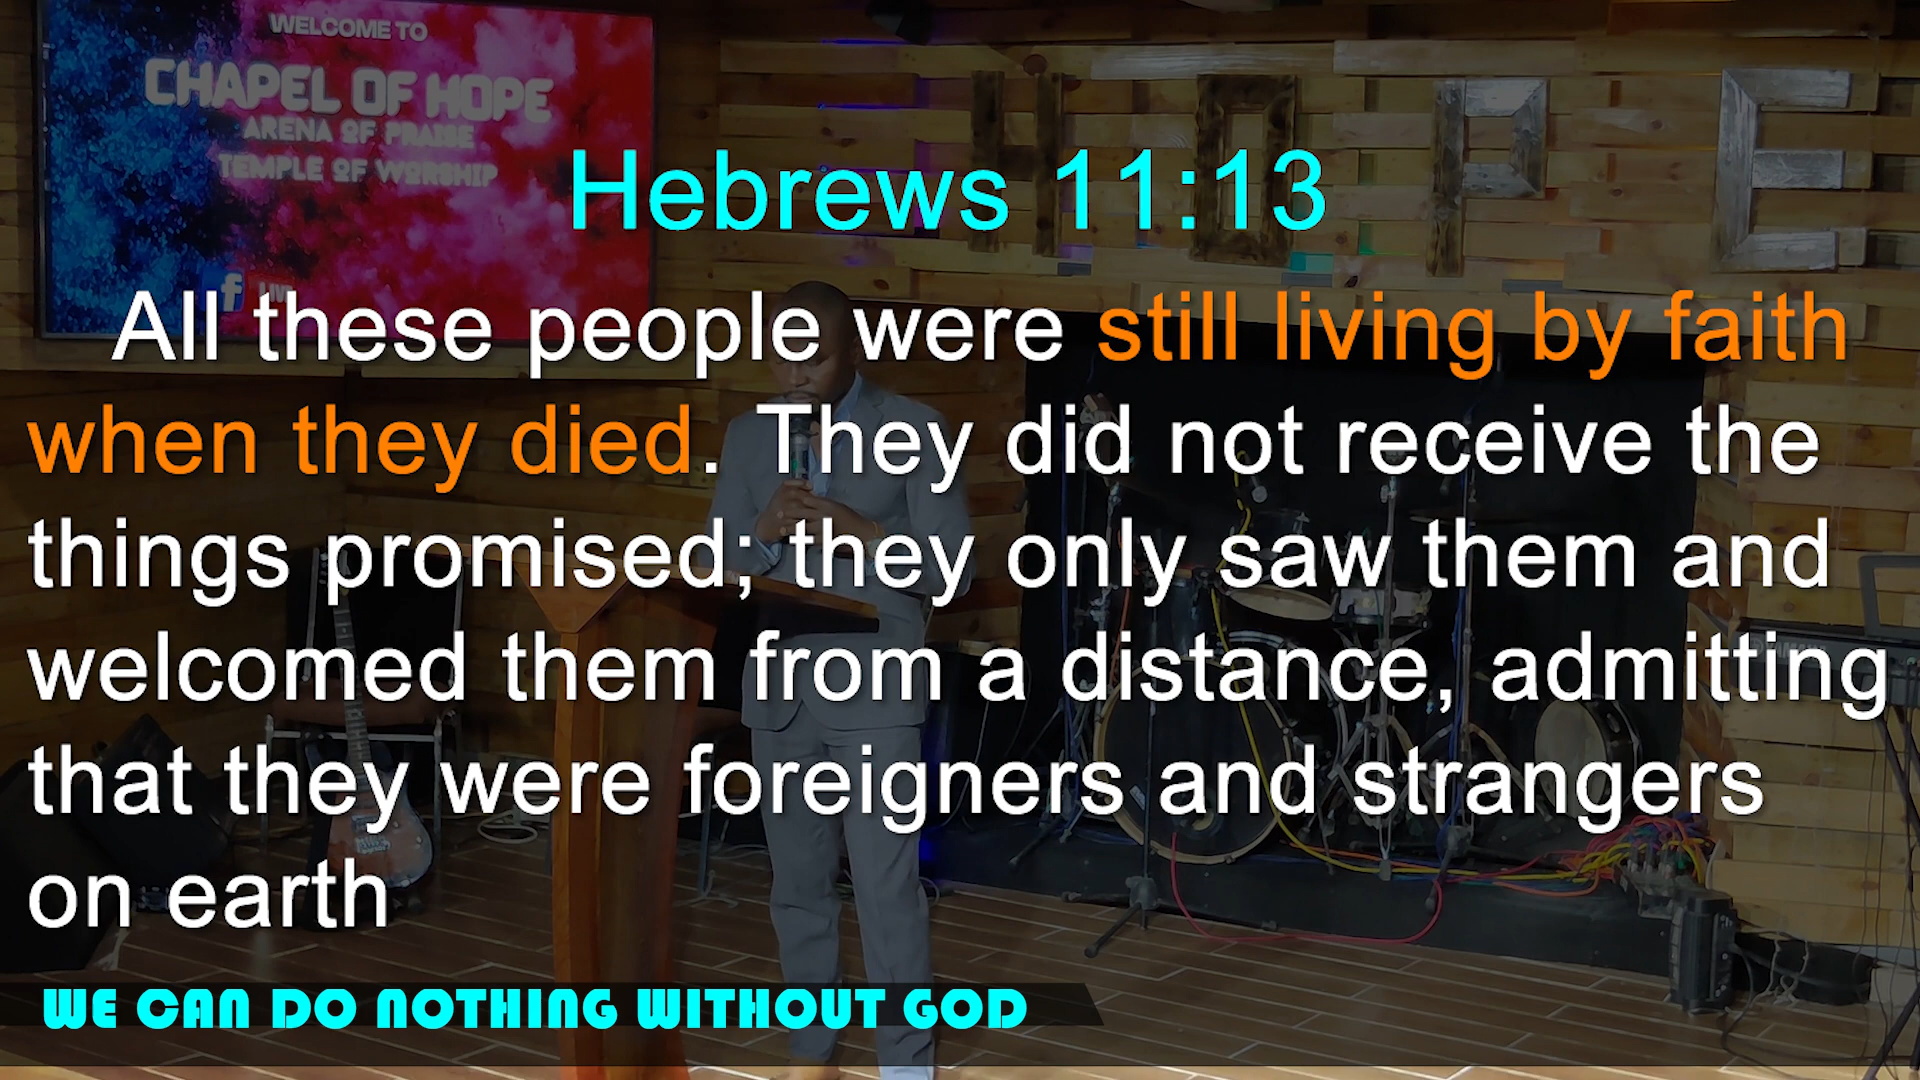 WELCOME TO
CHAPEL OF HOPE
ARENA OF PRAISE
TEMPLE OF WORSHIP
f LIVE
HOPE
Hebrews 11:13
All these people were still living by faith
when they died. They did not receive the
things promised; they only saw them and
welcomed them from a distance, admitting
that they were foreigners and strangers
on earth
WE CAN DO NOTHING WITHOUT GOD